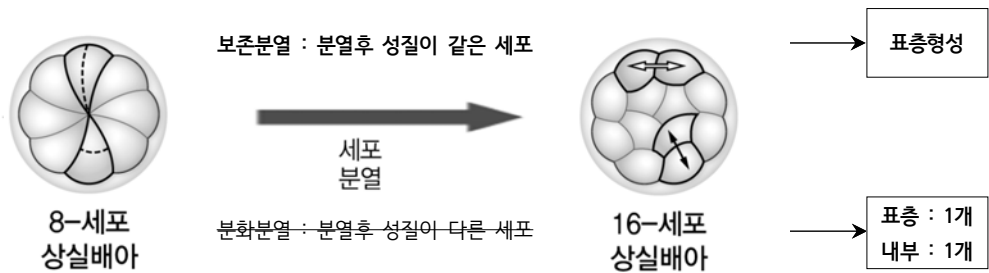 보존분열 : 분열후 성질이 같은 세포
표층형성
세포
분열
8-세포
상실배아
분화분열 : 분열후 성질이 다른 세포
16-세포
상실배아
표층 : 1개
내부 : 1개